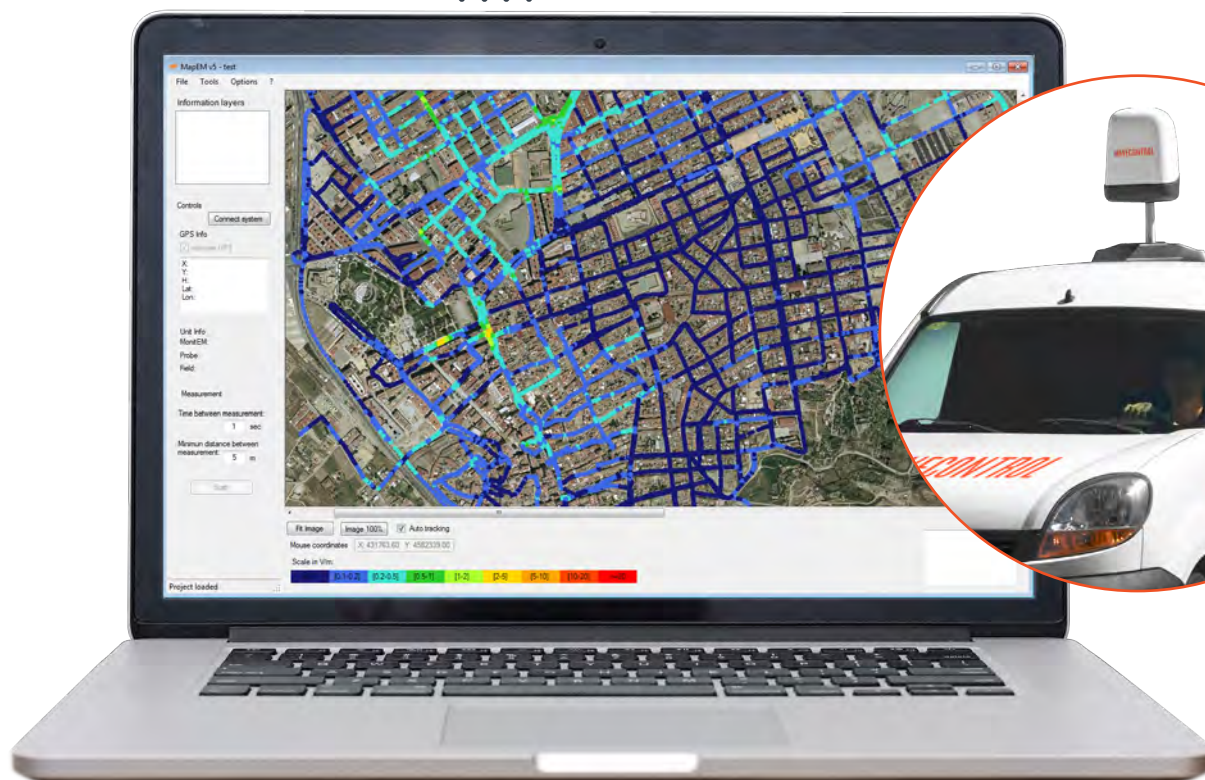 MapEM v5 - test
File Tools Options ?
Information layers
Controls
Connect system
GPS Info
X:
Y:
H:
Lat:
Lon:
Unit Info
MonitEM:
Probe:
Field:
Measurement
Time between measurement:
1 sec
Minimun distance between
measurement:
5 m
Fit image Image 100% Auto tracking
Mouse coordinates X: 431763.60 Y: 4582339.00
Scale in V/m:
[0.1-0.2] [0.2-0.5] [0.5-1] [1-2] [2-5] [5-10] [10-20]
Project loaded
WAVECONTROL
CONTROL